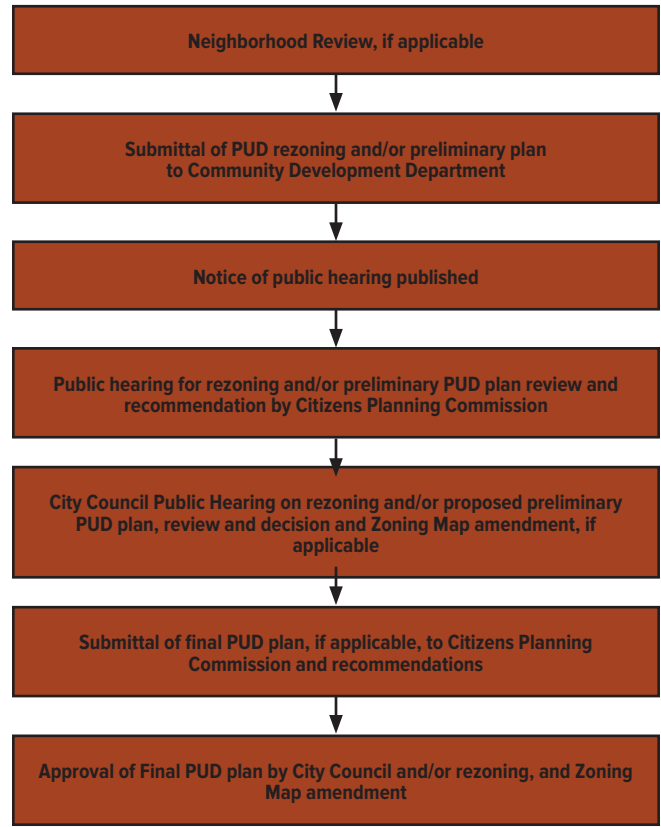 Neighborhood Review, if applicable
Submittal of PUD rezoning and/or preliminary plan
to Community Development Department
Notice of public hearing published
Public hearing for rezoning and/or preliminary PUD plan review and
recommendation by Citizens Planning Commission
City Council Public Hearing on rezoning and/or proposed preliminary
PUD plan, review and decision and Zoning Map amendment, if
applicable
Submittal of final PUD plan, if applicable, to Citizens Planning
Commission and recommendations
Approval of Final PUD plan by City Council and/or rezoning, and Zoning
Map amendment